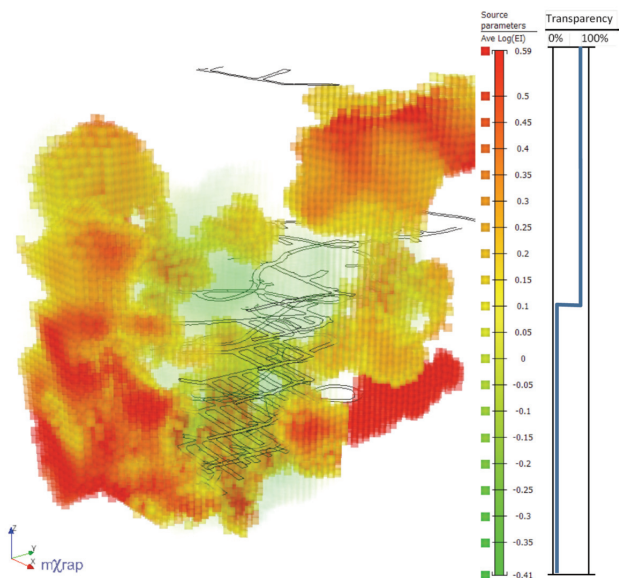 Source
parameters
Ave Log(EI)
Transparency
0% 100%
0.59
0.5
0.45
0.4
0.35
0.3
0.25
0.2
0.15
0.1
0.05
0
-0.05
-0.1
-0.15
-0.2
-0.25
-0.3
-0.35
-0.41
Z
Y
X
mχrap